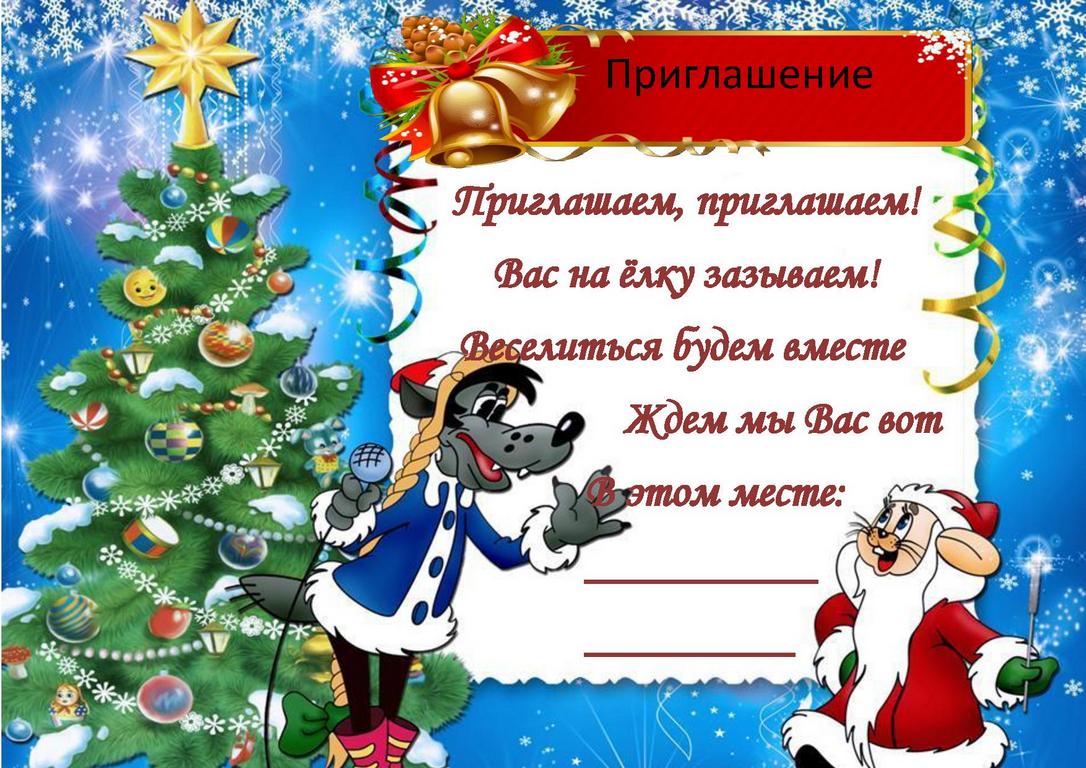 Приглашение
Приглашаем, приглашаем!
Вас на ёлку зазываем!
Веселиться будем вместе
Ждем мы Вас вот
В этом месте: